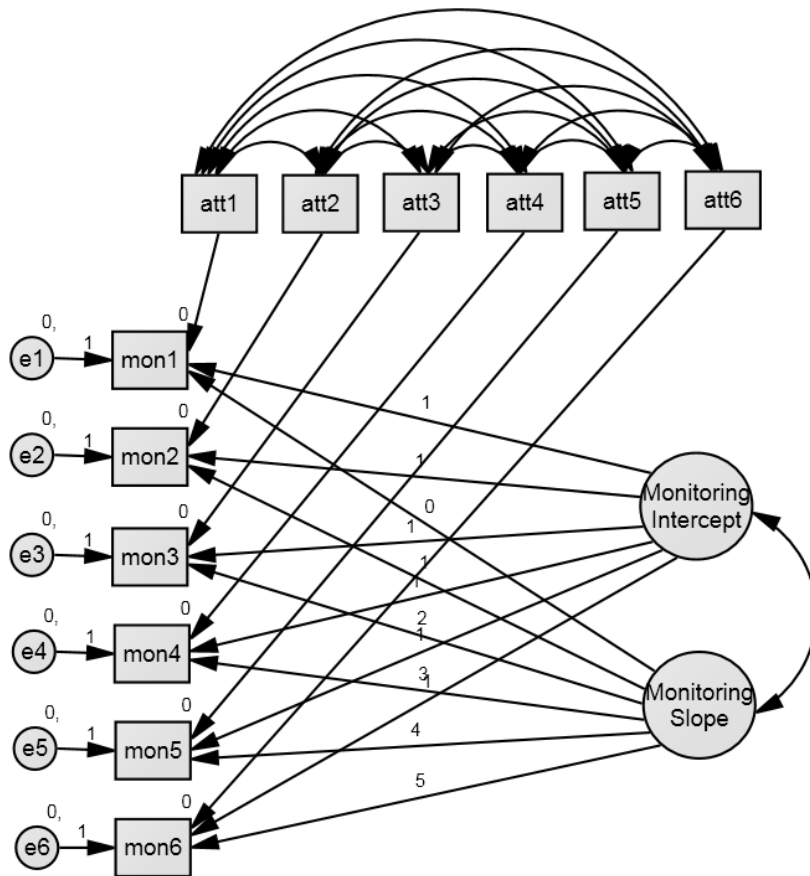 att1
att2
att3
att4
att5
att6
0,
0
e1
1
mon1
1
0,
0
e2
1
mon2
1
0
0,
0
e3
1
mon3
1
1
Monitoring
Intercept
1
0,
0
e4
1
mon4
2
1
0,
0
e5
1
mon5
3
1
4
Monitoring
Slope
0,
0
e6
1
mon6
5